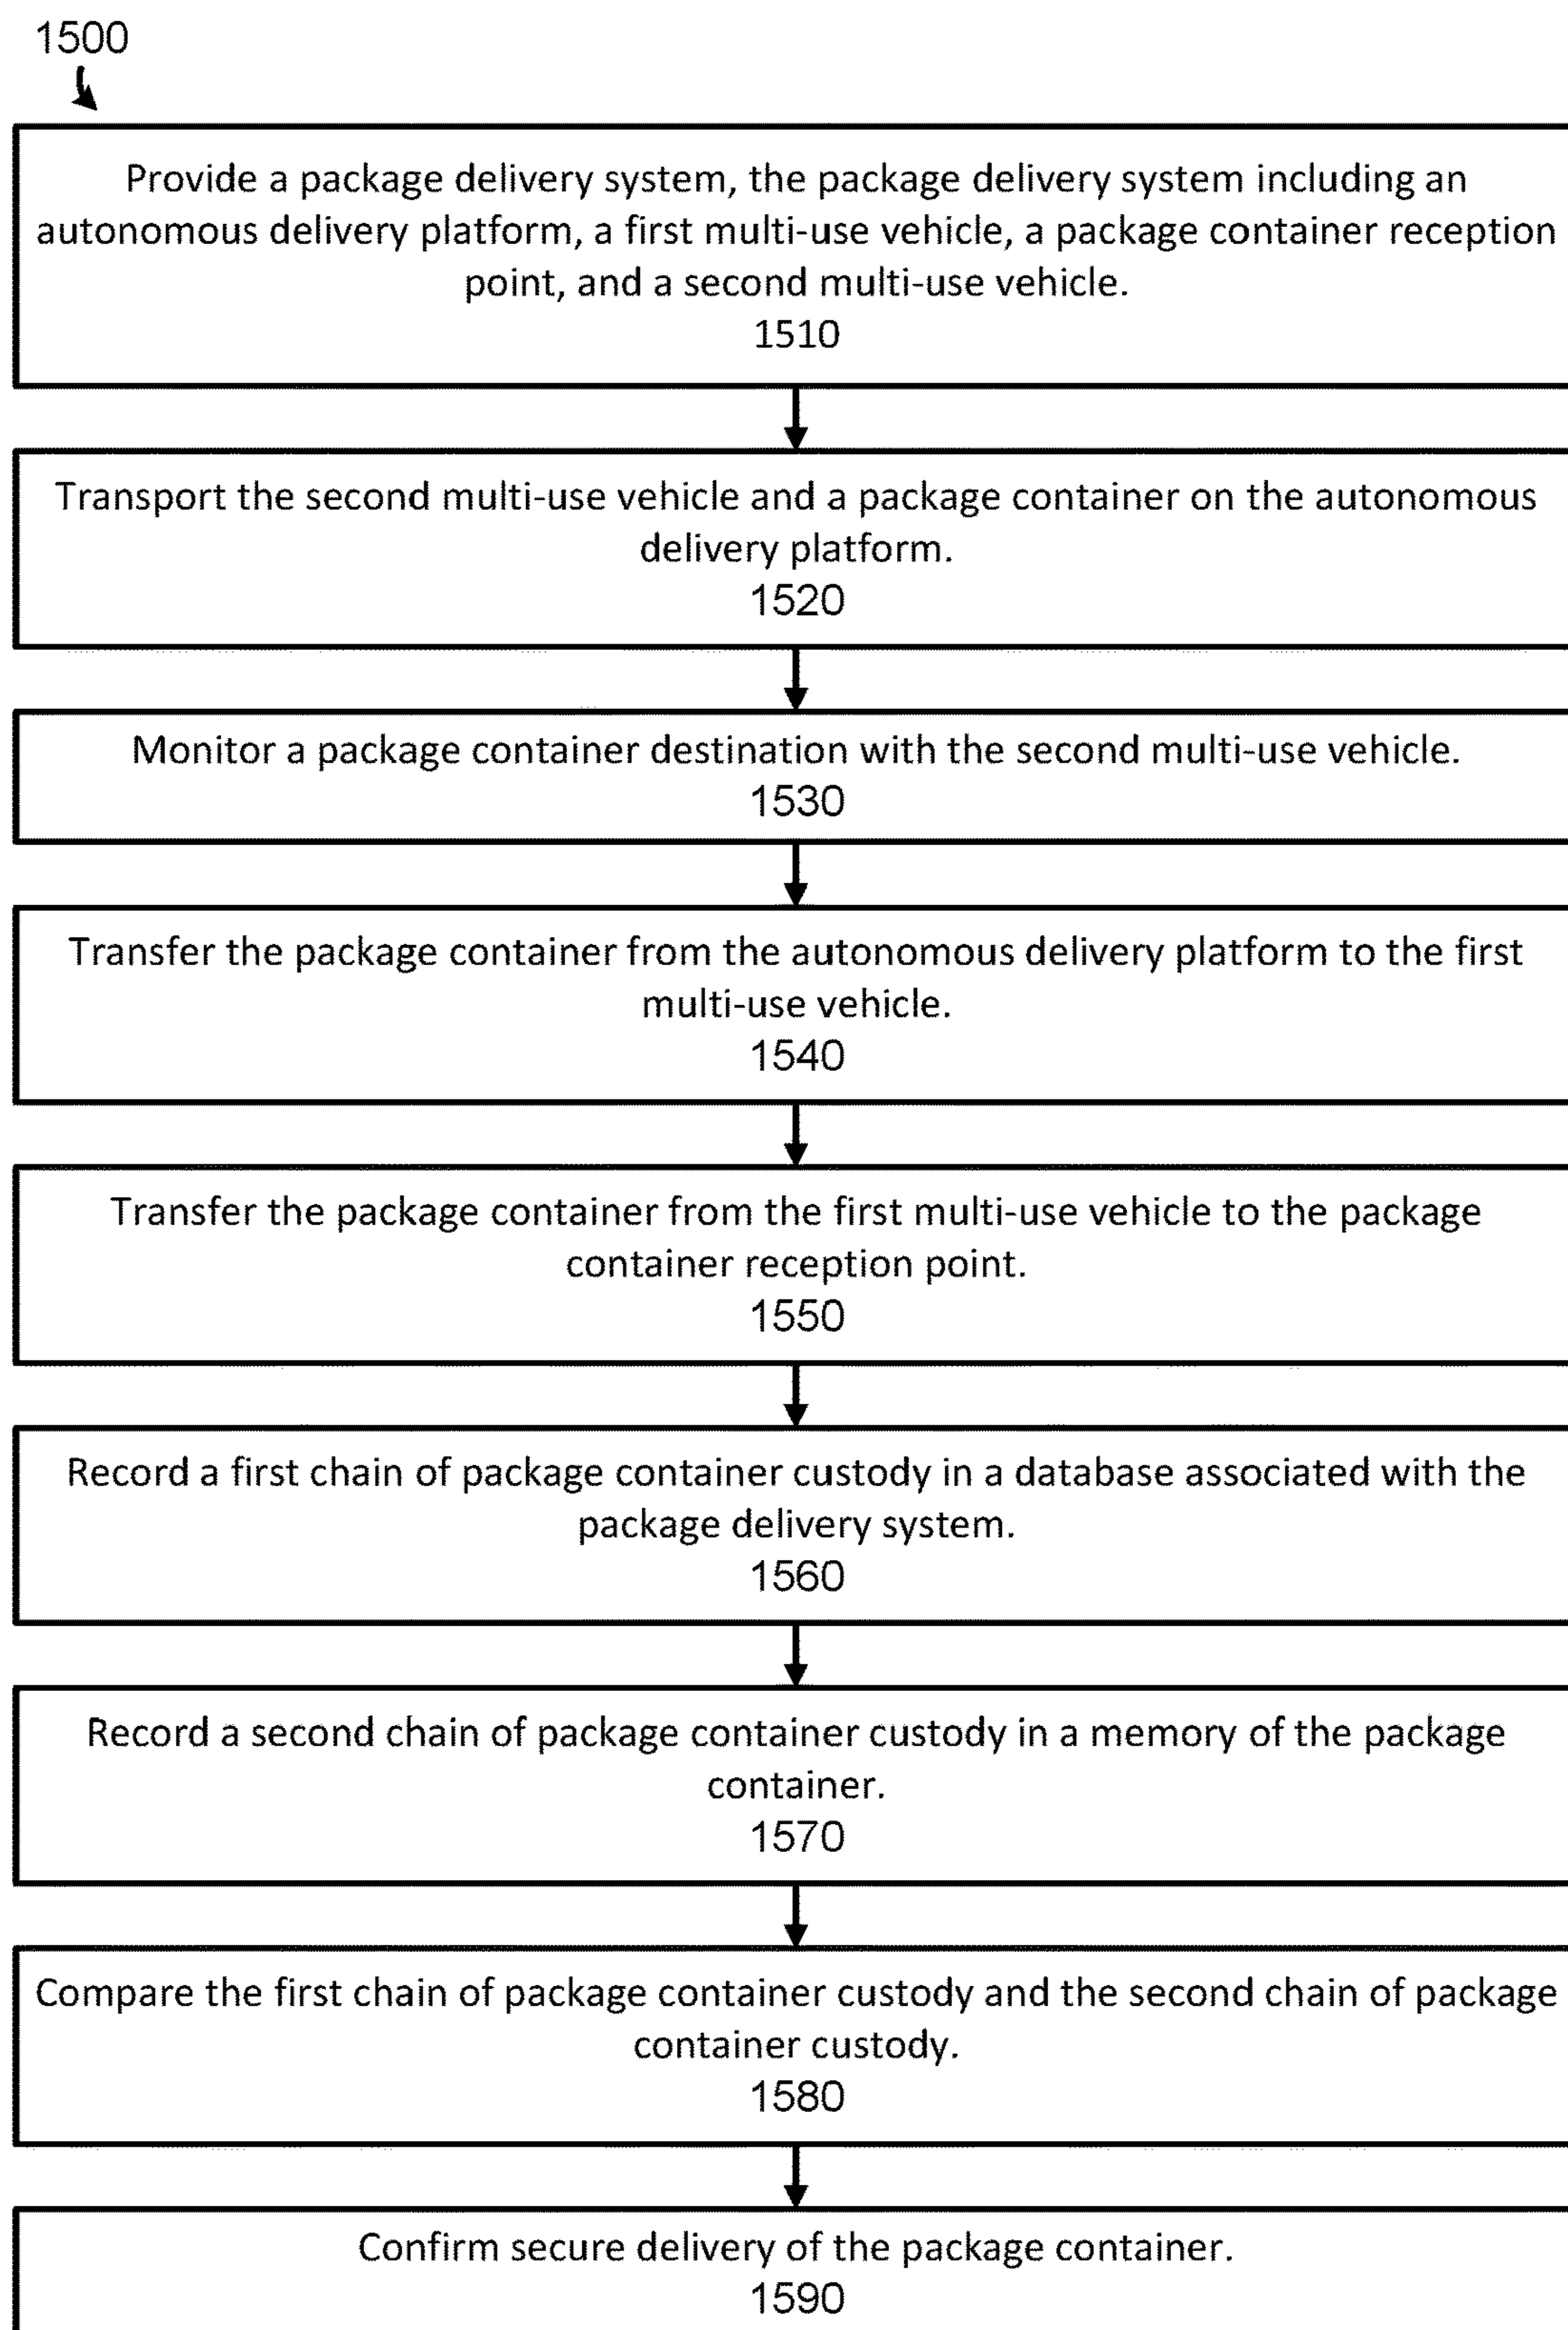 1500
Provide a package delivery system, the package delivery system including an
autonomous delivery platform, a first multi-use vehicle, a package container reception
point, and a second multi-use vehicle.
1510
Transport the second multi-use vehicle and a package container on the autonomous
delivery platform.
1520
Monitor a package container destination with the second multi-use vehicle.
1530
Transfer the package container from the autonomous delivery platform to the first
multi-use vehicle.
1540
Transfer the package container from the first multi-use vehicle to the package
container reception point.
1550
Record a first chain of package container custody in a database associated with the
package delivery system.
1560
Record a second chain of package container custody in a memory of the package
container.
1570
Compare the first chain of package container custody and the second chain of package
container custody.
1580
Confirm secure delivery of the package container.
1590